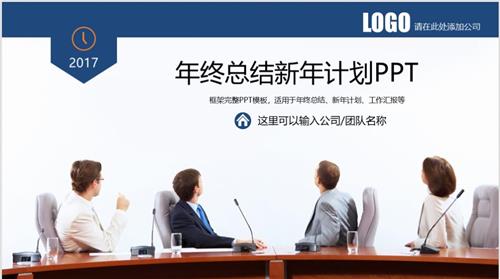 LOGO 请在此处添加公司
2017
年终总结新年计划PPT
框架完整PPT模板，适用于年终总结、新年计划、工作汇报等
这里可以输入公司/团队名称